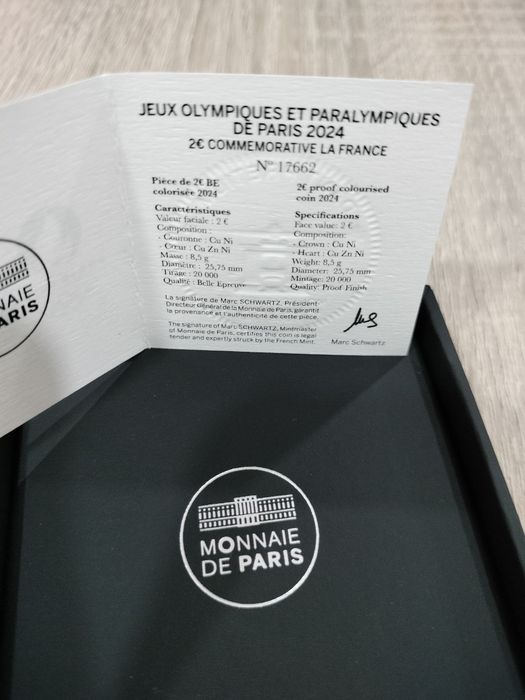 JEUX OLYMPIQUES ET PARALYMPIQUES
DE PARIS 2024
2€ COMMEMORATIVE LA FRANCE
N° 17662
Pièce de 2€ BE
colorisée 2024
Caractéristiques
Valeur faciale : 2 €
Composition :
- Couronne : Cu Ni
- Cœur : Cu Zn Ni
Masse : 8,5 g
Diamètre : 25,75 mm
Tirage : 20 000
Qualité : Belle Epreuve
2€ proof colourised
coin 2024
Specifications
Face value: 2 €
Composition:
- Crown : Cu Ni
- Heart : Cu Zn Ni
Weight: 8,5 g
Diameter: 25,75 mm
Mintage: 20 000
Quality: Proof Finish
La signature de Marc SCHWARTZ, Président-
Directeur Général de la Monnaie de Paris, garantit
la provenance et l'authenticité de cette pièce.
The signature of Marc SCHWARTZ, Mintmaster
of Monnaie de Paris, certifies this coin is legal
tender and expertly struck by the French Mint.
Marc Schwartz
NNAIE
PARIS
MONNAIE
DE PARIS